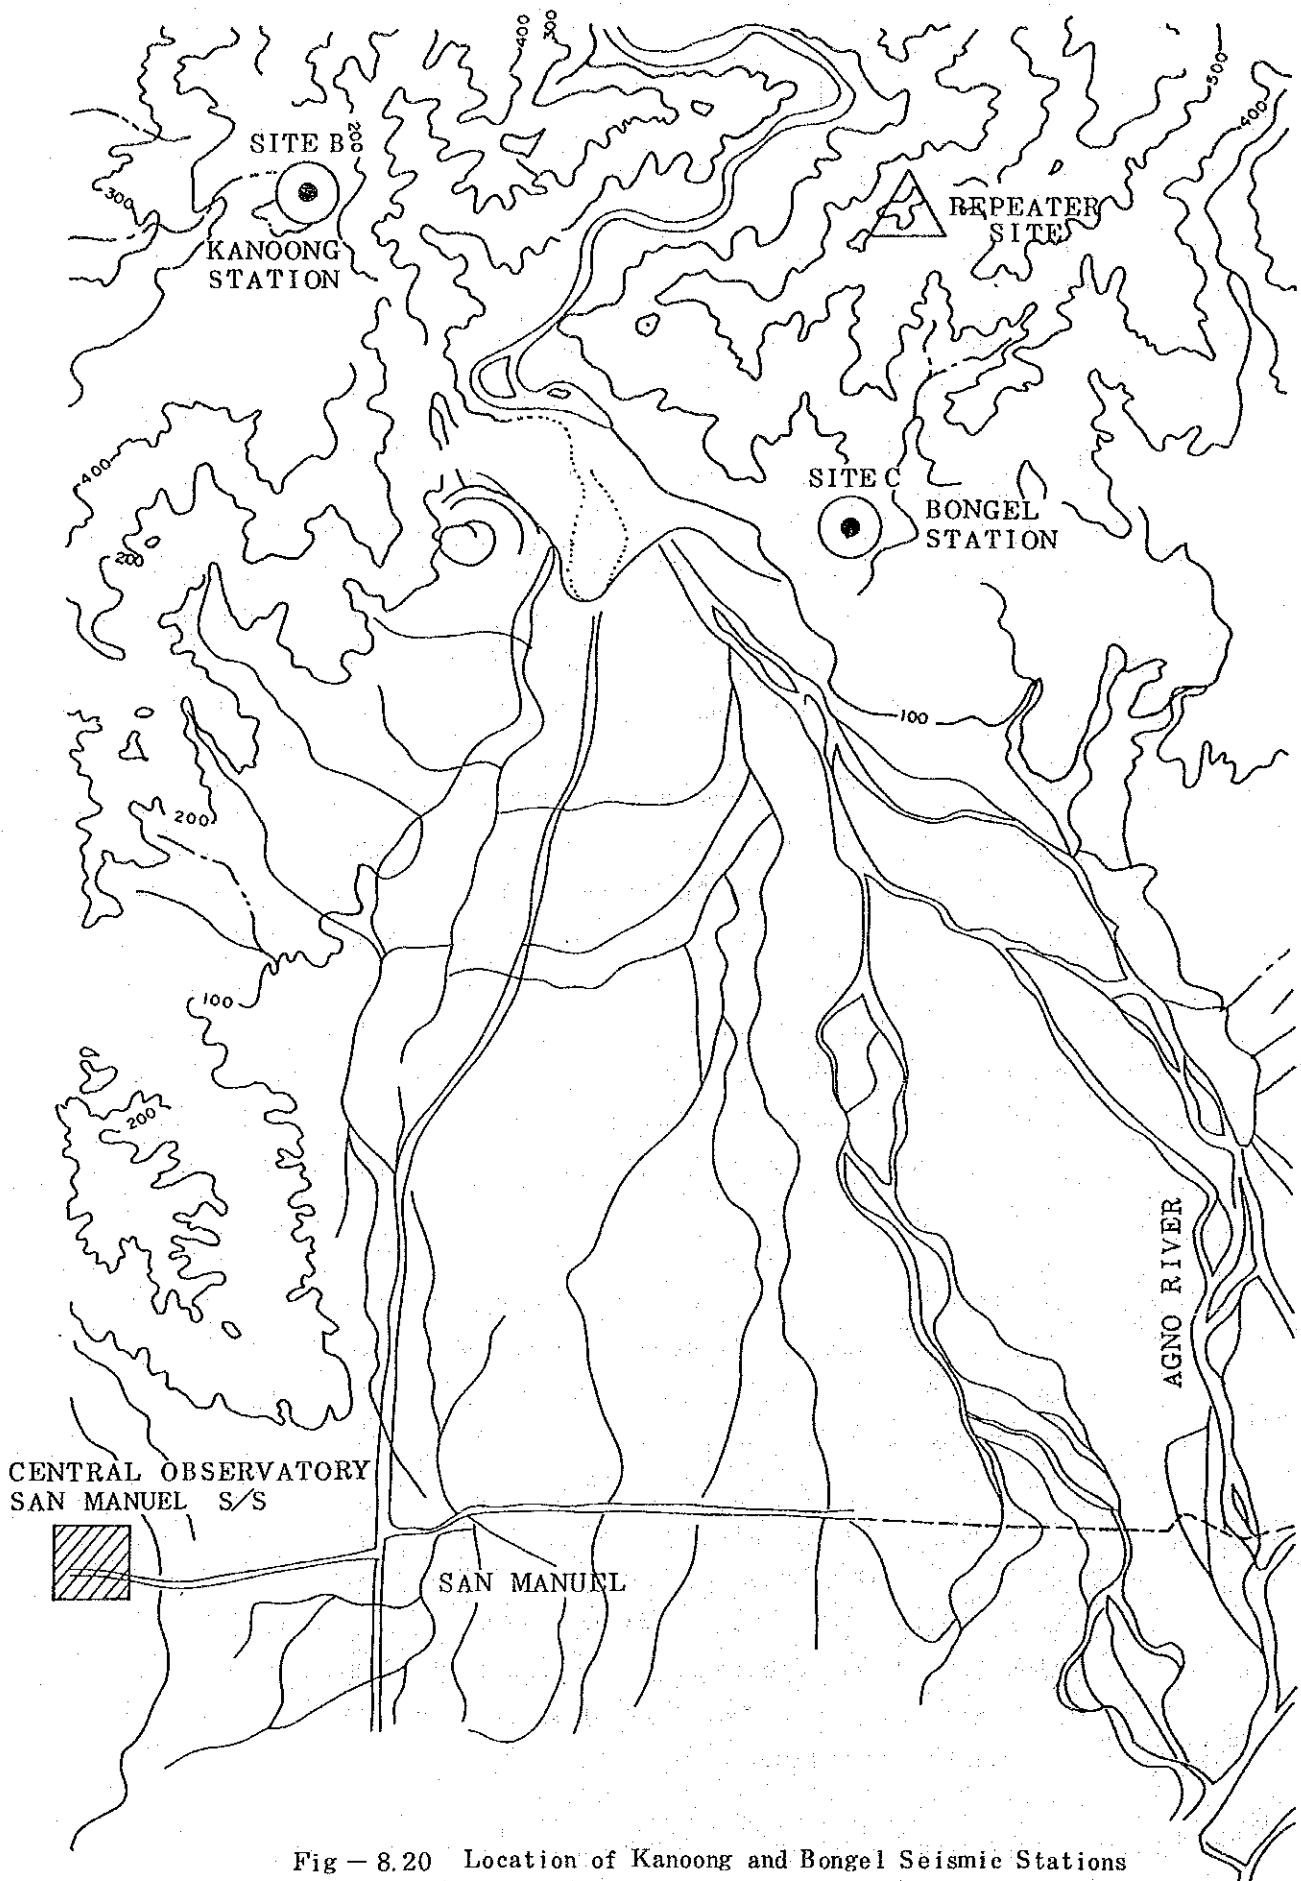 400
300
500
400
200
SITE B
300
KANOONG
STATION
REPEATER
SITE
400
SITE C
BONGEL
STATION
200
100
200
100
200
AGNO RIVER
CENTRAL OBSERVATORY
SAN MANUEL S/S
SAN MANUEL
Fig — 8.20 Location of Kanoong and Bongel Seismic Stations